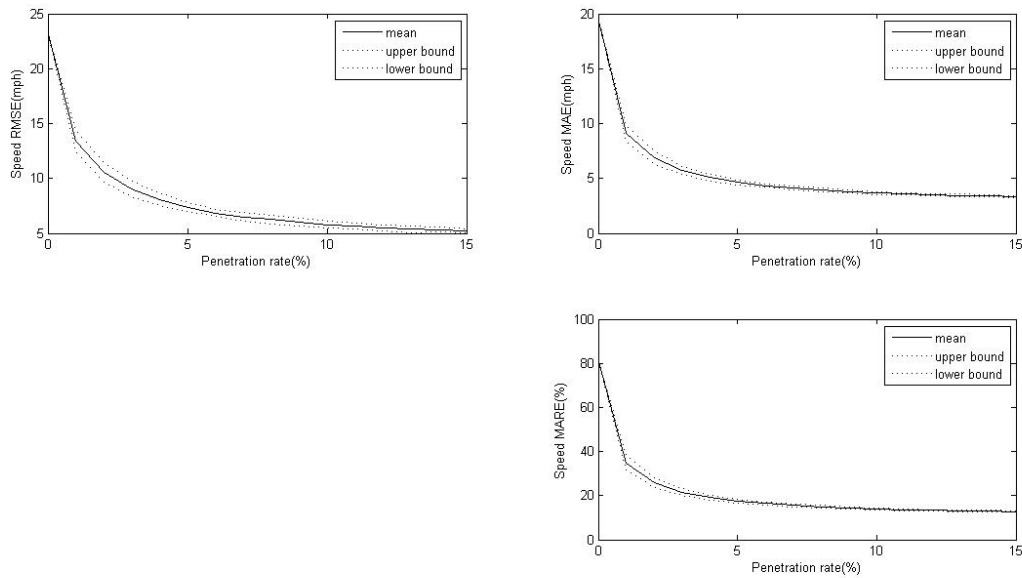 25
20
15
10
5
0
5
10
15
Speed RMSE(mph)
Penetration rate(%)
mean
upper bound
lower bound
20
15
10
5
0
0
5
10
15
Speed MAE(mph)
Penetration rate(%)
mean
upper bound
lower bound
100
80
60
40
20
0
0
5
10
15
Speed MARE(%)
Penetration rate(%)
mean
upper bound
lower bound